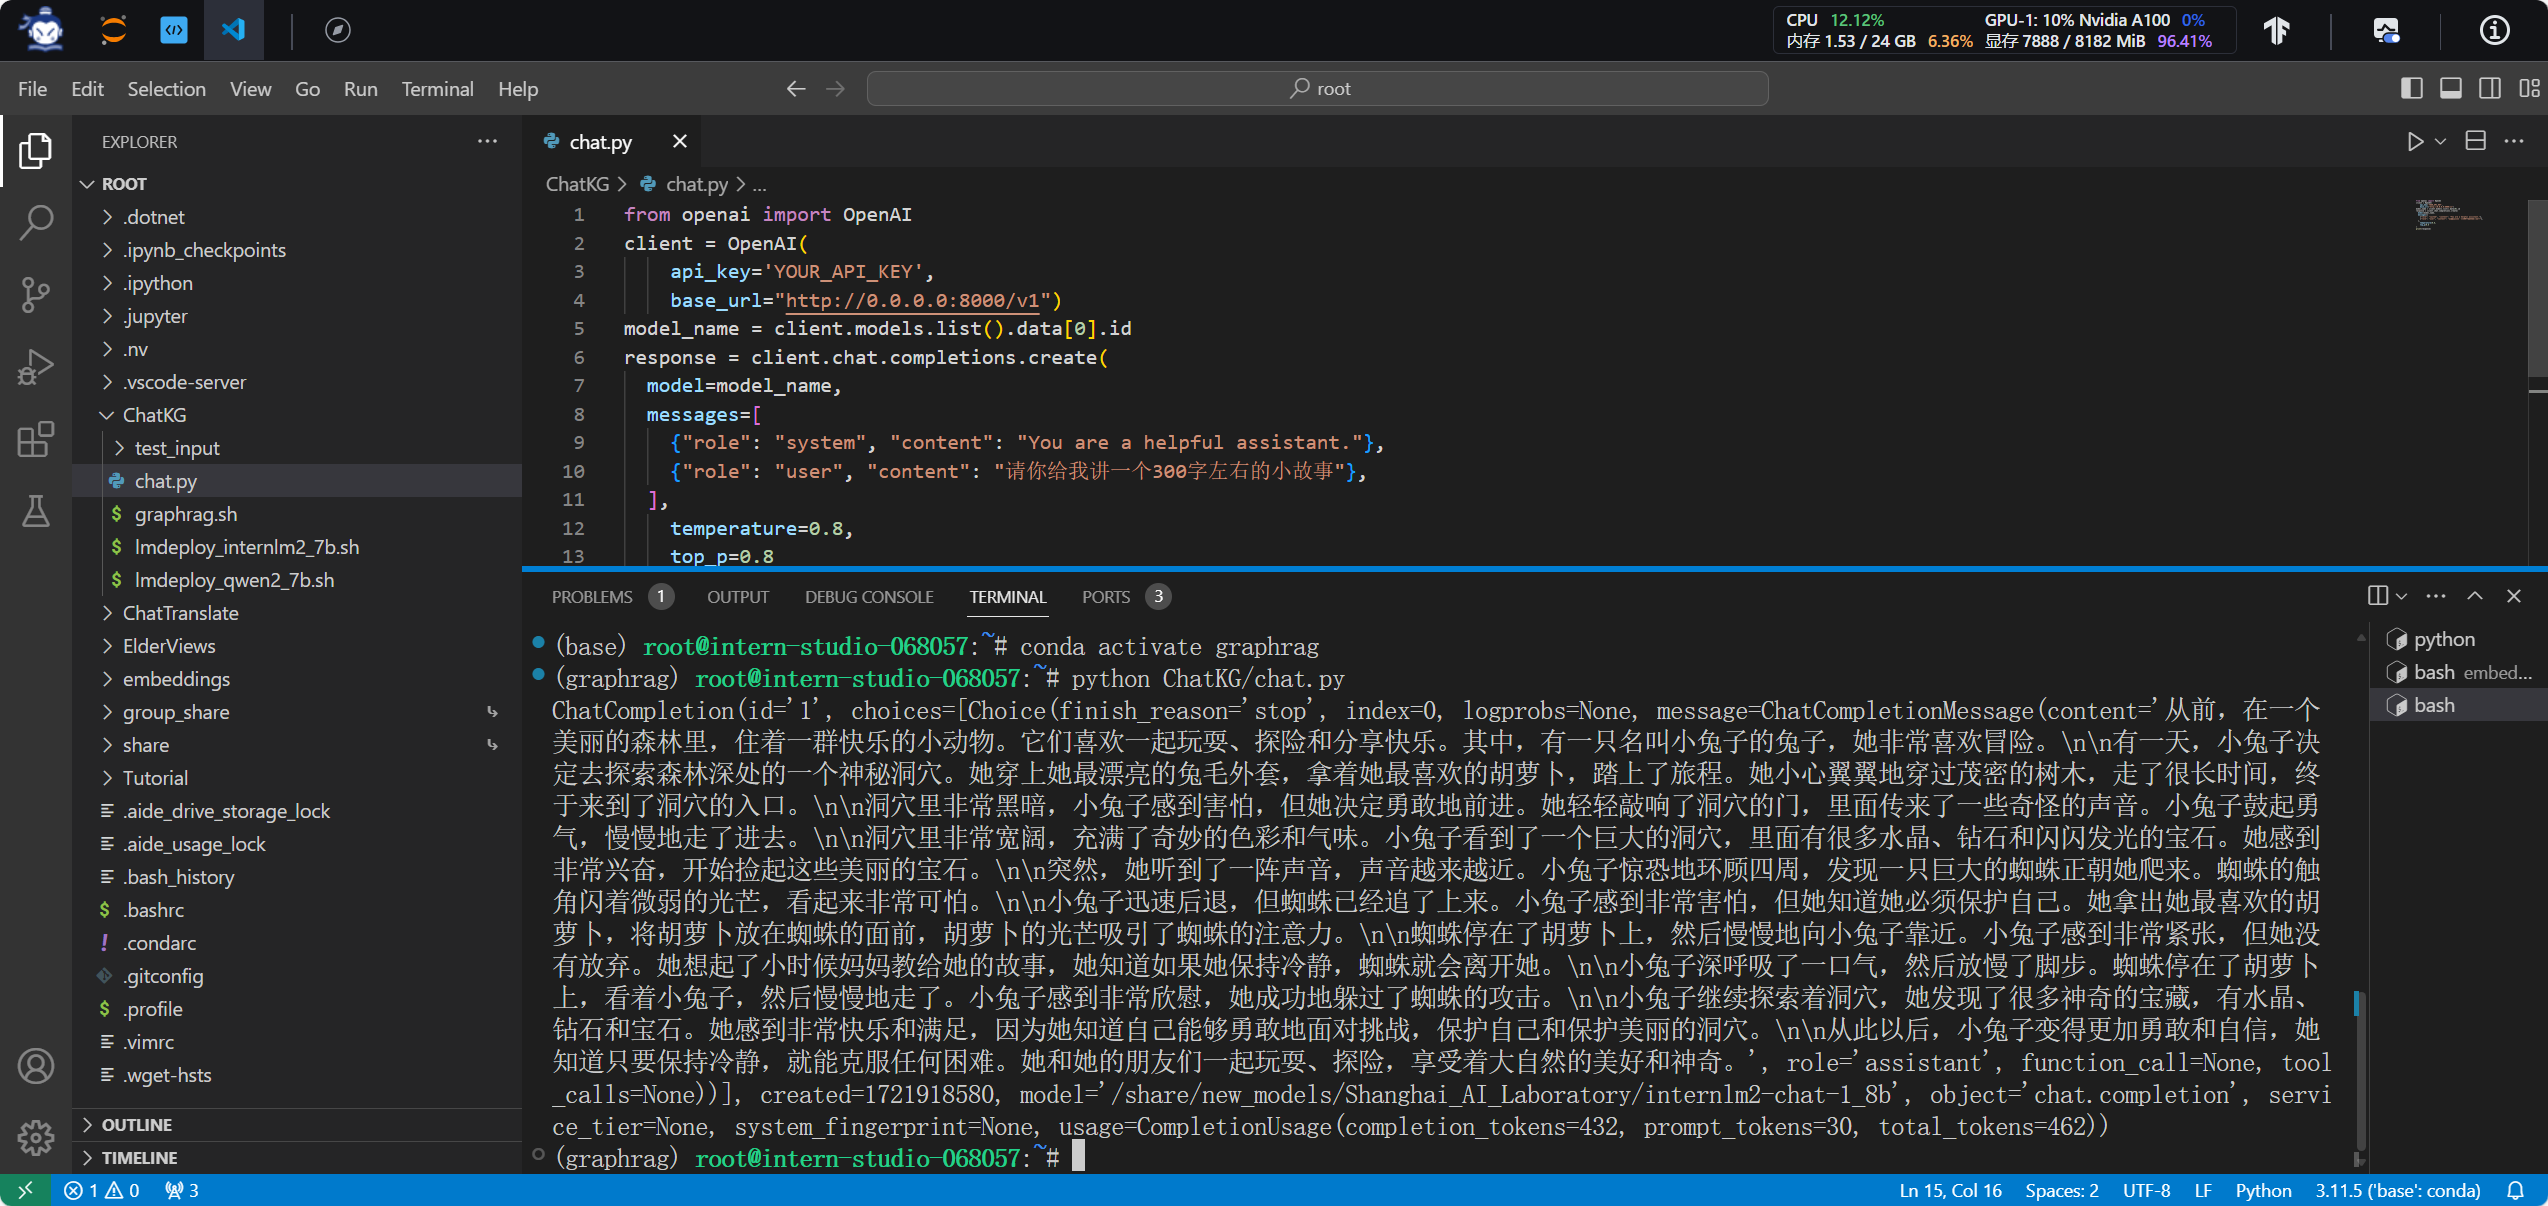 CPU 12.12% GPU-1: 10% Nvidia A100 0%
内存 1.53 / 24 GB 6.36% 显存 7888 / 8182 MiB 96.41%
File Edit Selection View Go Run Terminal Help
root
EXPLORER
ROOT
.dotnet
.ipynb_checkpoints
.ipython
.jupyter
.nv
.vscode-server
ChatKG
test_input
chat.py
graphrag.sh
lmdeploy_internlm2_7b.sh
lmdeploy_qwen2_7b.sh
ChatTranslate
ElderViews
embeddings
group_share
share
Tutorial
.aide_drive_storage_lock
.aide_usage_lock
.bash_history
.bashrc
.condarc
.gitconfig
.profile
.vimrc
.wget-hsts
OUTLINE
TIMELINE
chat.py
ChatKG > chat.py > ...
1 from openai import OpenAI
2 client = OpenAI(
3 api_key='YOUR_API_KEY',
4 base_url="http://0.0.0.0:8000/v1")
5 model_name = client.models.list().data[0].id
6 response = client.chat.completions.create(
7 model=model_name,
8 messages=[
9 {"role": "system", "content": "You are a helpful assistant."},
10 {"role": "user", "content": "请你给我讲一个300字左右的小故事"},
11 ],
12 temperature=0.8,
13 top_p=0.8
PROBLEMS 1 OUTPUT DEBUG CONSOLE TERMINAL PORTS 3
(base) root@intern-studio-068057:~# conda activate graphrag
(graphrag) root@intern-studio-068057:~# python ChatKG/chat.py
ChatCompletion(id='1', choices=[Choice(finish_reason='stop', index=0, logprobs=None, message=ChatCompletionMessage(content='从前，在一个
美丽的森林里，住着一群快乐的小动物。它们喜欢一起玩耍、探险和分享快乐。其中，有一只名叫小兔子的兔子，她非常喜欢冒险。\n\n有一天，小兔子决
定去探索森林深处的一个神秘洞穴。她穿上她最漂亮的兔毛外套，拿着她最喜欢的胡萝卜，踏上了旅程。她小心翼翼地穿过茂密的树木，走了很长时间，终
于来到了洞穴的入口。\n\n洞穴里非常黑暗，小兔子感到害怕，但她决定勇敢地前进。她轻轻敲响了洞穴的门，里面传来了一些奇怪的声音。小兔子鼓起勇
气，慢慢地走了进去。\n\n洞穴里非常宽阔，充满了奇妙的色彩和气味。小兔子看到了一个巨大的洞穴，里面有很多水晶、钻石和闪闪发光的宝石。她感到
非常兴奋，开始捡起这些美丽的宝石。\n\n突然，她听到了一阵声音，声音越来越近。小兔子惊恐地环顾四周，发现一只巨大的蜘蛛正朝她爬来。蜘蛛的触
角闪着微弱的光芒，看起来非常可怕。\n\n小兔子迅速后退，但蜘蛛已经追了上来。小兔子感到非常害怕，但她知道她必须保护自己。她拿出她最喜欢的胡
萝卜，将胡萝卜放在蜘蛛的面前，胡萝卜的光芒吸引了蜘蛛的注意力。\n\n蜘蛛停在了胡萝卜上，然后慢慢地向小兔子靠近。小兔子感到非常紧张，但她没
有放弃。她想起了小时候妈妈教给她的故事，她知道如果她保持冷静，蜘蛛就会离开她。\n\n小兔子深呼吸了一口气，然后放慢了脚步。蜘蛛停在了胡萝卜
上，看着小兔子，然后慢慢地走了。小兔子感到非常欣慰，她成功地躲过了蜘蛛的攻击。\n\n小兔子继续探索着洞穴，她发现了很多神奇的宝藏，有水晶、
钻石和宝石。她感到非常快乐和满足，因为她知道自己能够勇敢地面对挑战，保护自己和保护美丽的洞穴。\n\n从此以后，小兔子变得更加勇敢和自信，她
知道只要保持冷静，就能克服任何困难。她和她的朋友们一起玩耍、探险，享受着大自然的美好和神奇。', role='assistant', function_call=None, tool
_calls=None))], created=1721918580, model='/share/new_models/Shanghai_AI_Laboratory/internlm2-chat-1_8b', object='chat.completion', servi
ce_tier=None, system_fingerprint=None, usage=CompletionUsage(completion_tokens=432, prompt_tokens=30, total_tokens=462))
(graphrag) root@intern-studio-068057:~#
python
bash embed...
bash
1 0 3 Ln 15, Col 16 Spaces: 2 UTF-8 LF Python 3.11.5 ('base': conda)